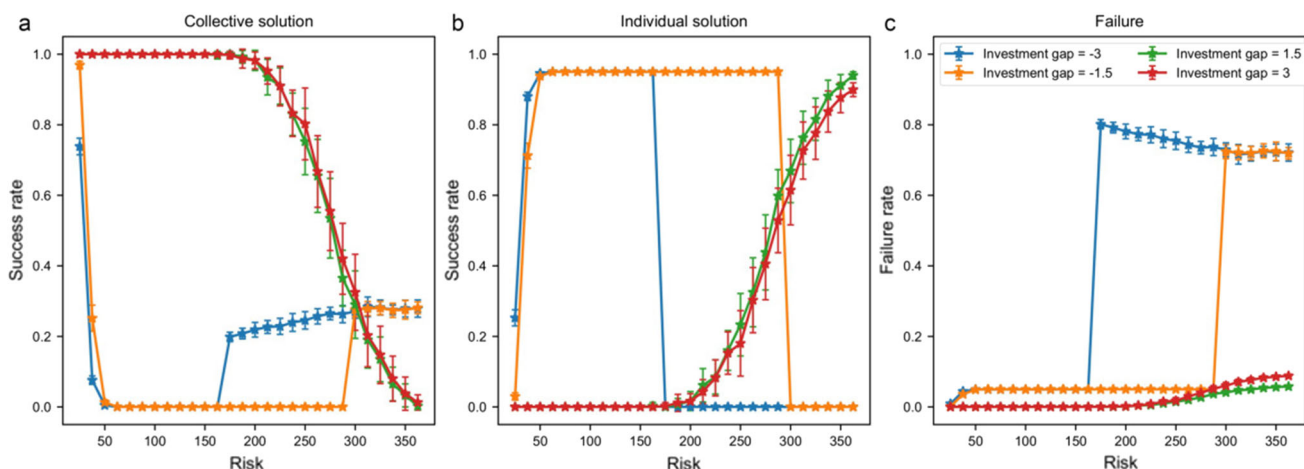 a
Collective solution
1.0
0.8
0.6
0.4
0.2
0.0
Success rate
50 100 150 200 250 300 350
Risk
b
Individual solution
1.0
0.8
0.6
0.4
0.2
0.0
Success rate
50 100 150 200 250 300 350
Risk
c
Failure
1.0
0.8
0.6
0.4
0.2
0.0
Failure rate
Investment gap = -3 Investment gap = 1.5
Investment gap = -1.5 Investment gap = 3
50 100 150 200 250 300 350
Risk